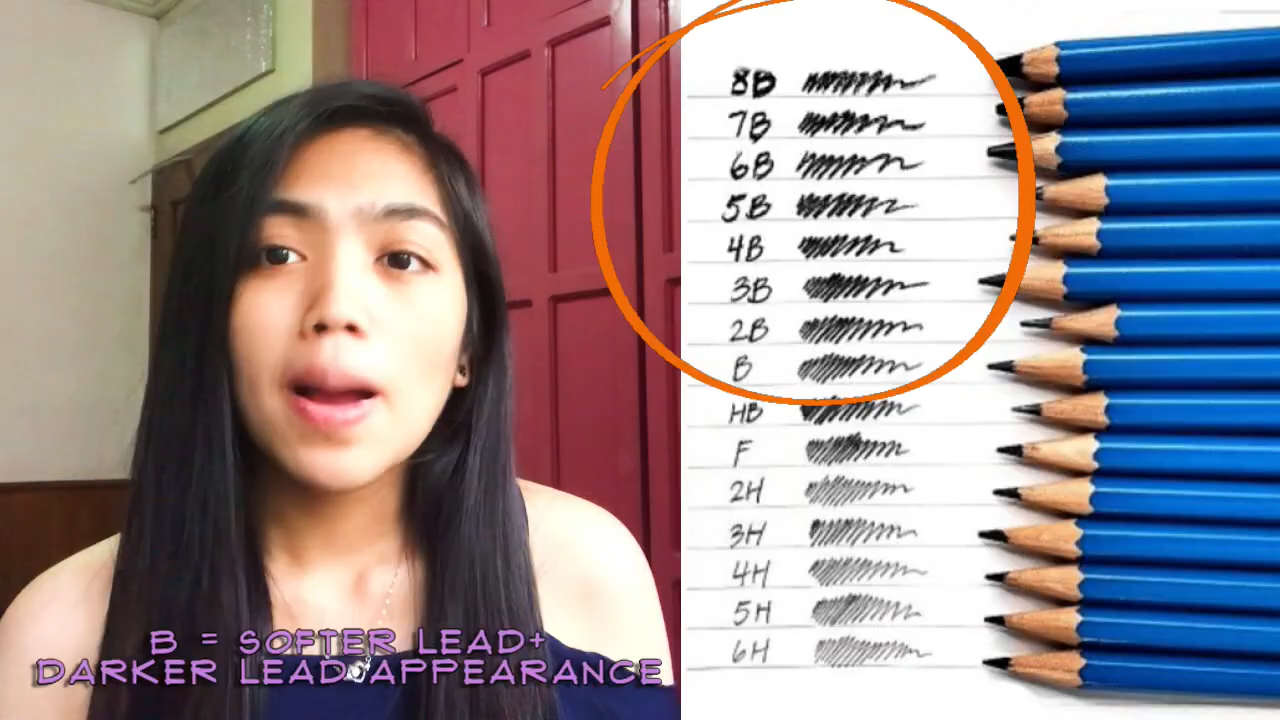 B = SOFTER LEAD+
DARKER LEAD APPEARANCE
8B
7B
6B
5B
4B
3B
2B
B
HB
F
2H
3H
4H
5H
6H